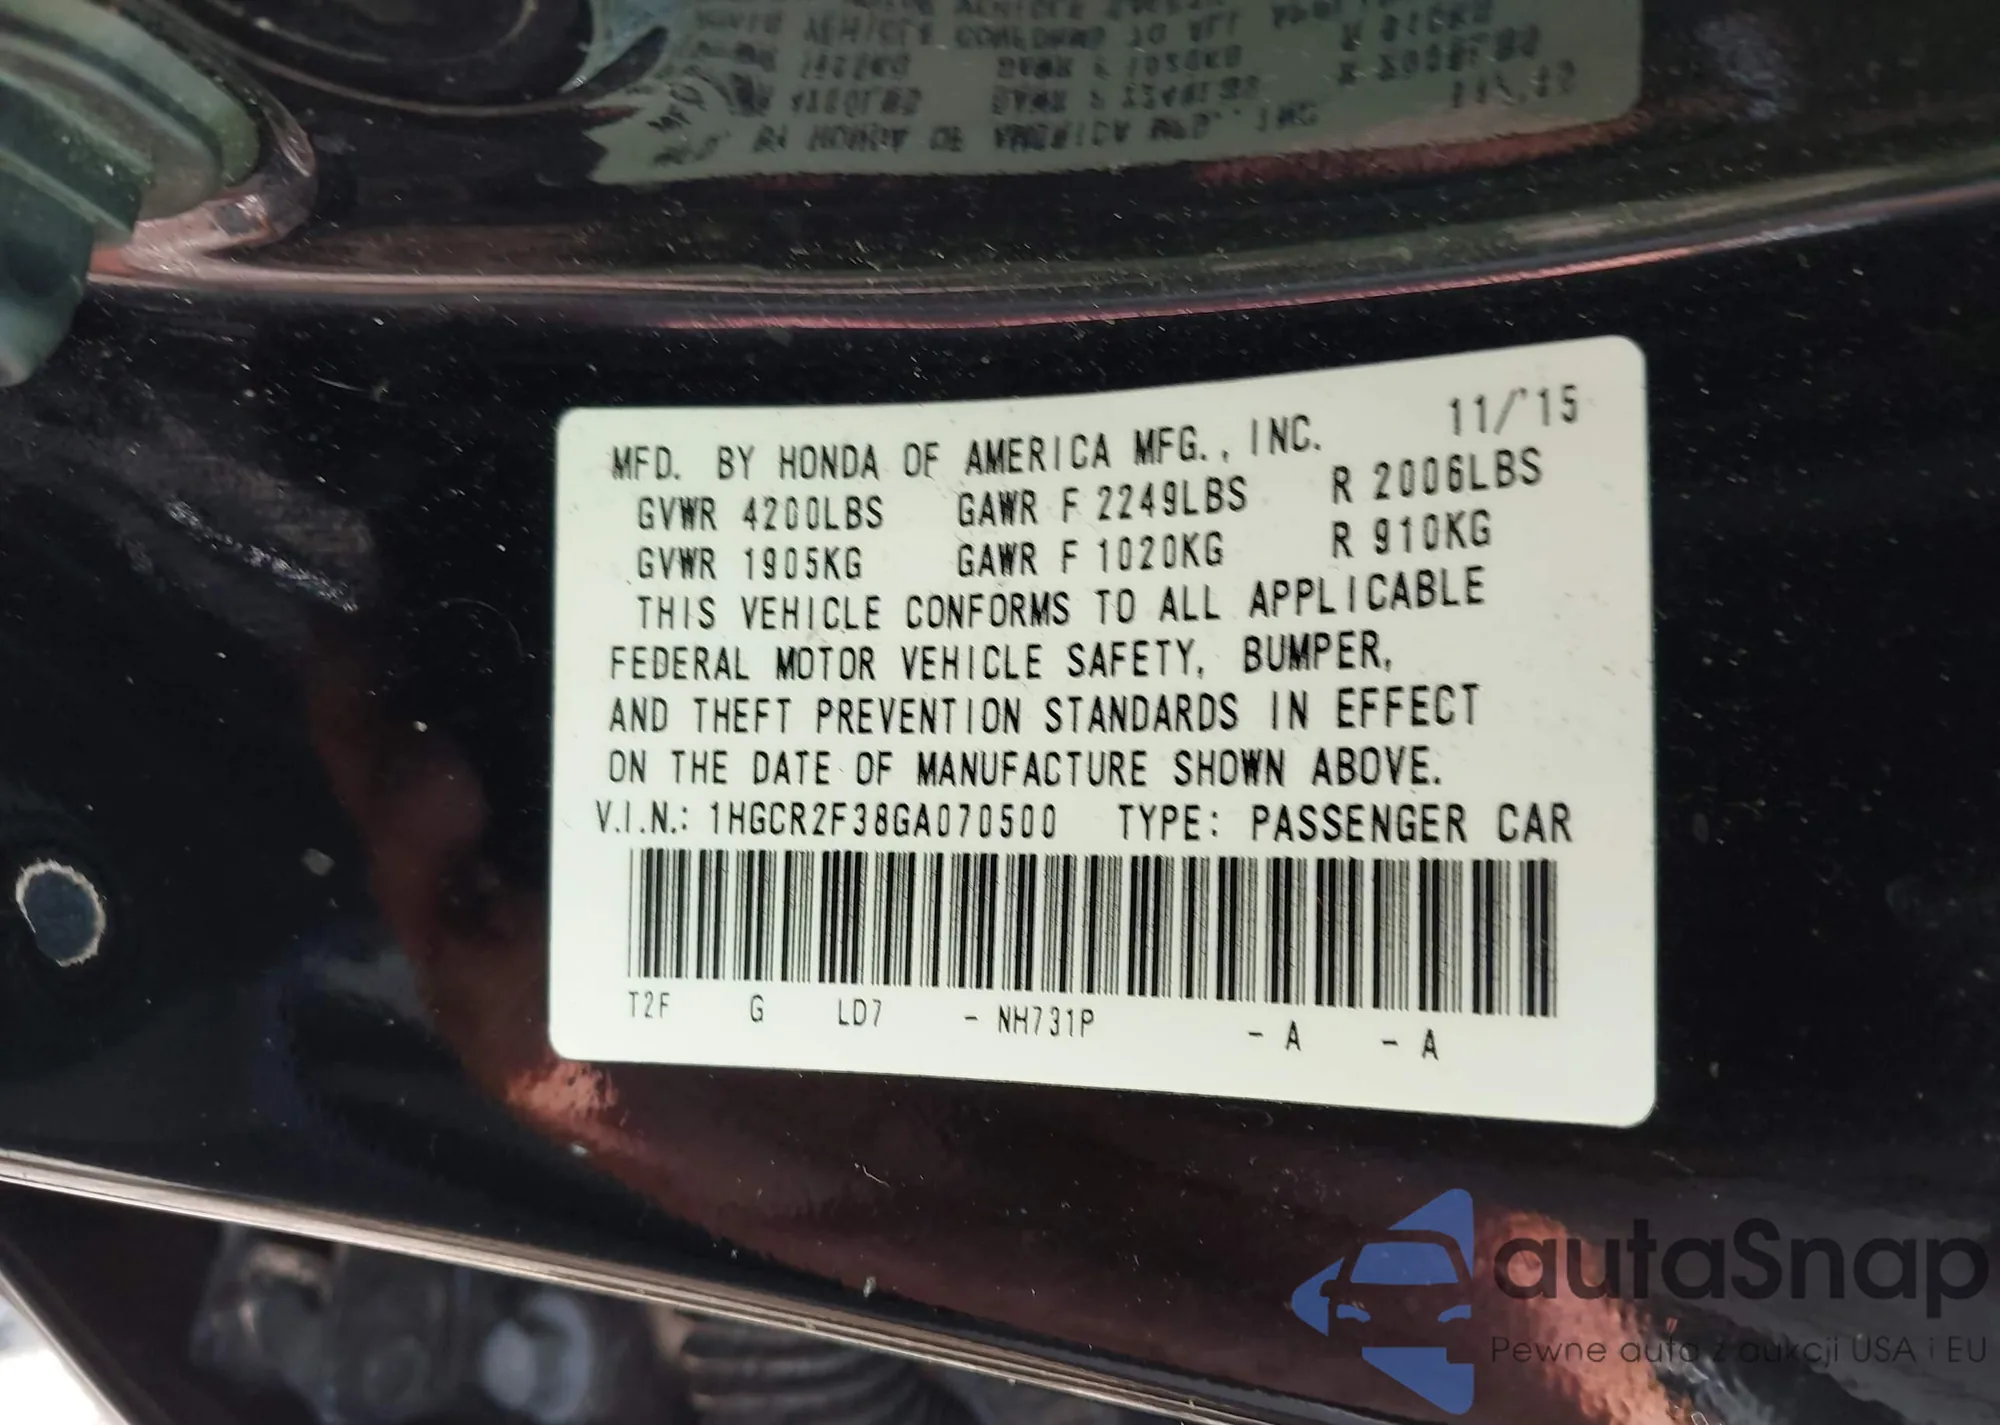 MFD. BY HONDA OF AMERICA MFG., INC. 11/'15
GVWR 4200LBS GAWR F 2249LBS R 2006LBS
GVWR 1905KG GAWR F 1020KG R 910KG
THIS VEHICLE CONFORMS TO ALL APPLICABLE
FEDERAL MOTOR VEHICLE SAFETY, BUMPER,
AND THEFT PREVENTION STANDARDS IN EFFECT
ON THE DATE OF MANUFACTURE SHOWN ABOVE.
V.I.N.: 1HGCR2F38GA070500 TYPE: PASSENGER CAR
T2F G LD7 - NH731P - A - A
autaSnap
Pewne auta z aukcji USA i EU